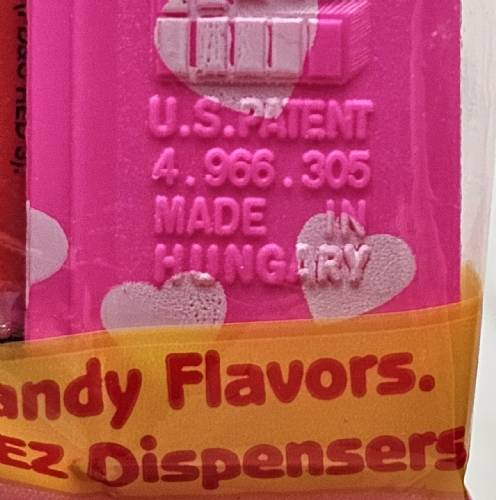 U.S.PATENT
4.966.305
MADE IN
HUNGARY
andy Flavors.
EZ Dispensers